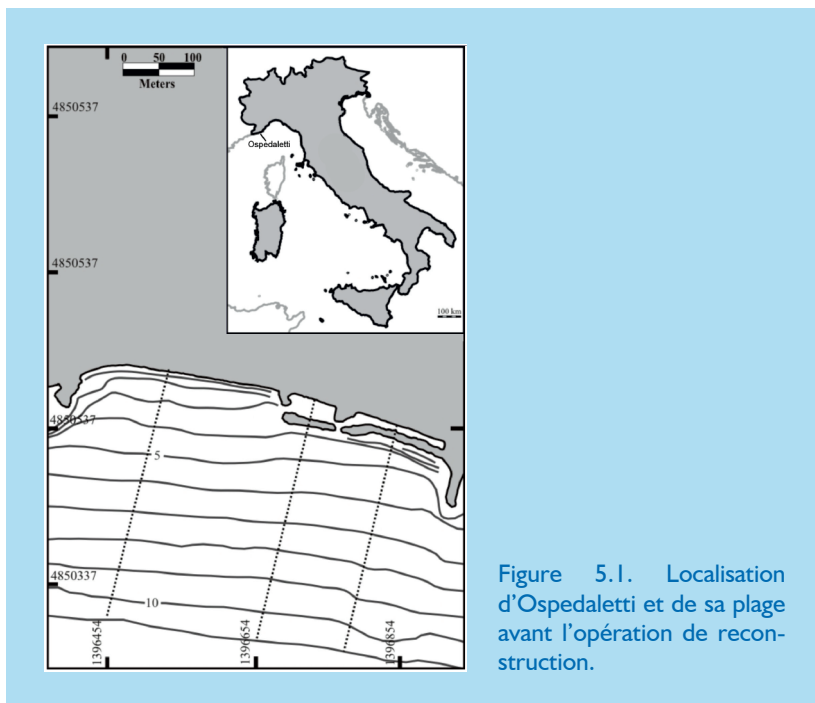 0 50 100
Meters
4850537
Ospedaletti
4850537
100 km
4850537
5
4850337
10
1396454
1396654
1396854
Figure 5.1. Localisation
d'Ospedaletti et de sa plage
avant l'opération de recon-
struction.